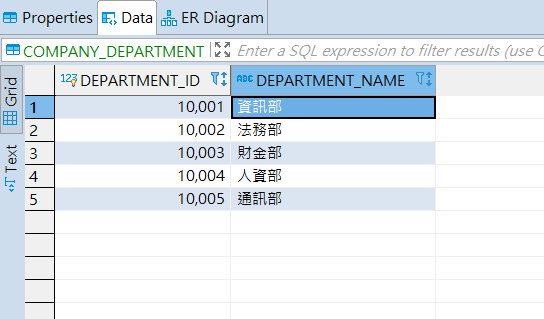 Properties Data ER Diagram
COMPANY_DEPARTMENT Enter a SQL expression to filter results (use C
Grid
Text
123 DEPARTMENT_ID ABC DEPARTMENT_NAME
1 10,001 資訊部
2 10,002 法務部
3 10,003 財金部
4 10,004 人資部
5 10,005 通訊部